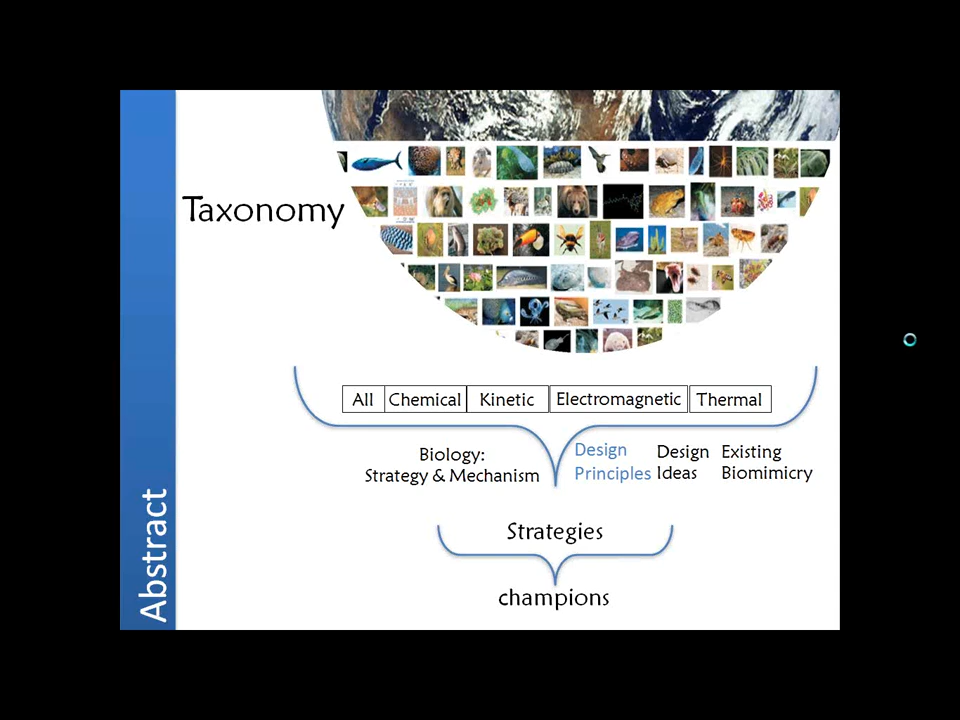 Taxonomy
All Chemical Kinetic Electromagnetic Thermal
Biology:
Strategy & Mechanism
Design
Principles
Design
Ideas
Existing
Biomimicry
Strategies
champions
Abstract